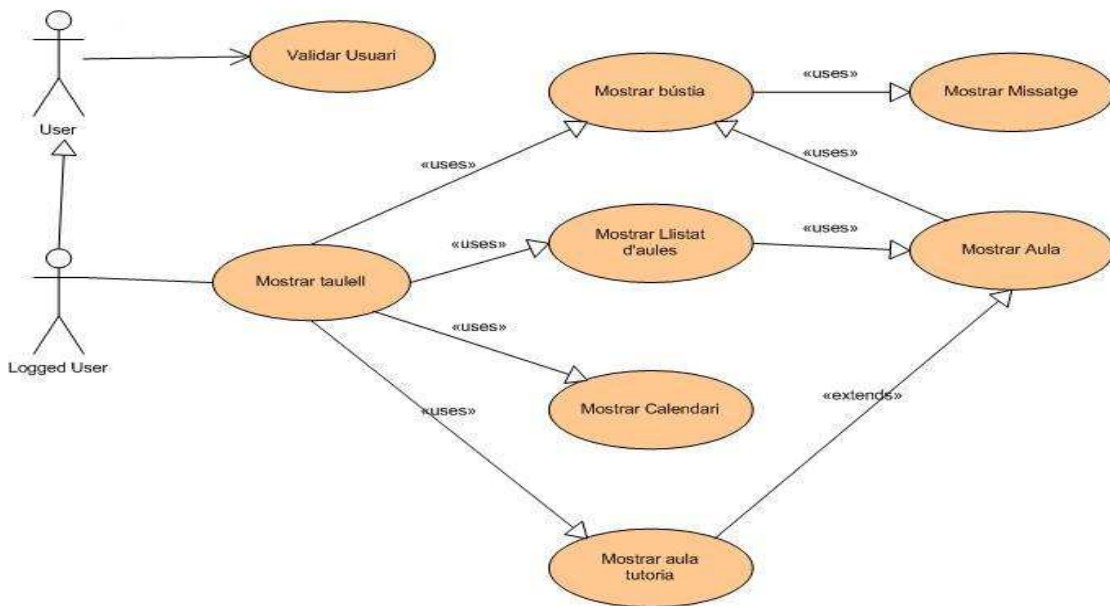 Validar Usuari
User
Mostrar bústia
«uses»
Mostrar Missatge
«uses»
«uses»
Mostrar Llistat
d'aules
«uses»
«uses»
Mostrar Aula
Mostrar taulell
Logged User
«uses»
Mostrar Calendari
«uses»
«extends»
Mostrar aula
tutoria